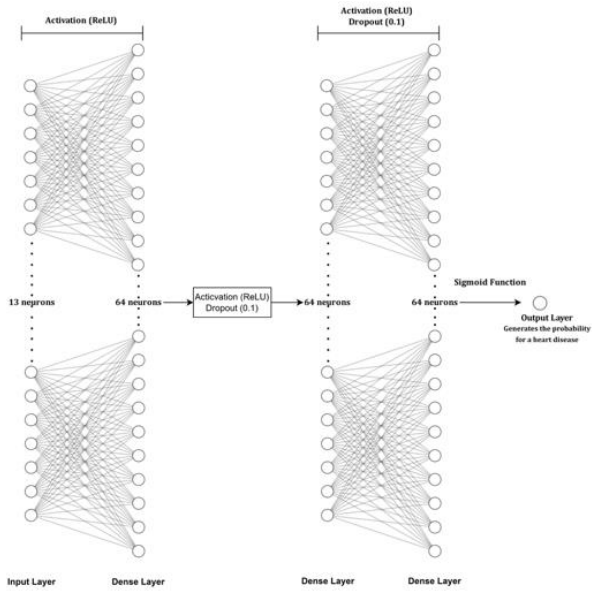 Activation (ReLU)
Activation (ReLU)
Dropout (0.1)
13 neurons
64 neurons
Acticvation (ReLU)
Dropout (0.1)
64 neurons
64 neurons
Sigmoid Function
Output Layer
Generates the probability
for a heart disease
Input Layer
Dense Layer
Dense Layer
Dense Layer